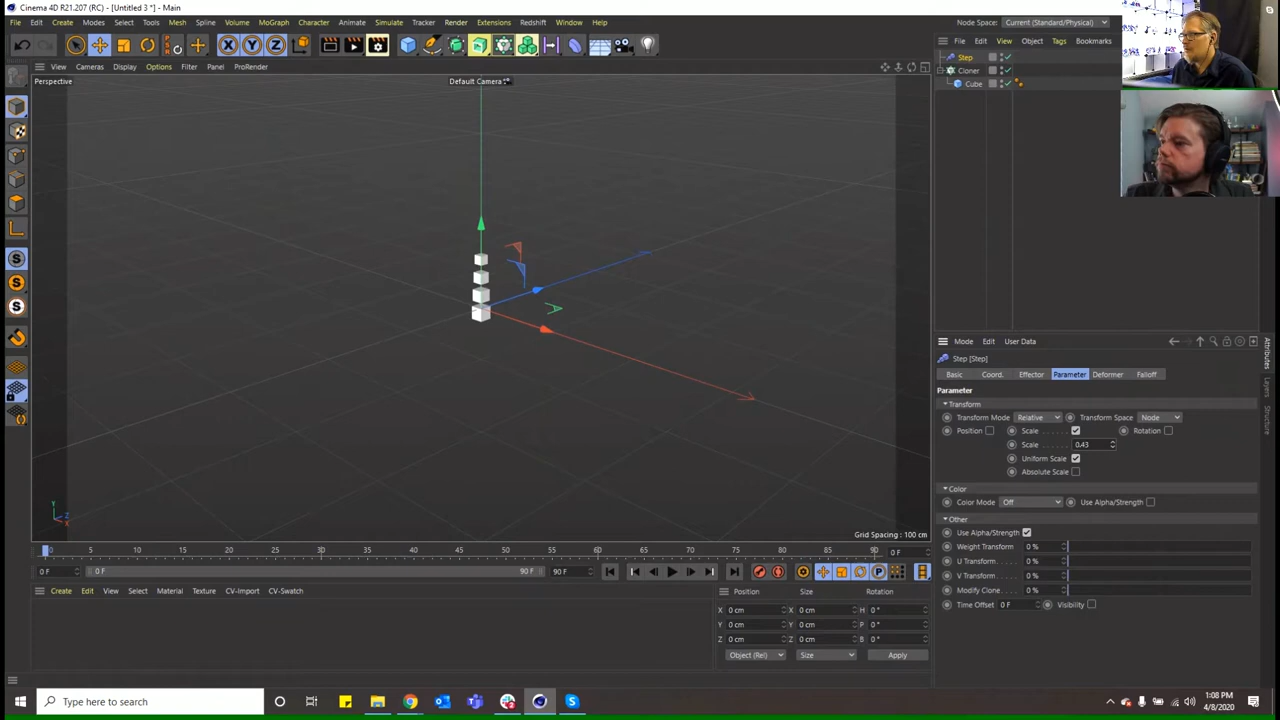 Cinema 4D R21.207 (RC) - [Untitled 3 *] - Main
File Edit Create Modes Select Tools Mesh Spline Volume MoGraph Character Animate Simulate Tracker Render Extensions Redshift Window Help
Node Space: Current (Standard/Physical)
File Edit View Object Tags Bookmarks
View Cameras Display Options Filter Panel ProRender
Perspective
Default Camera
Step
Cloner
Cube
X Y Z
S
S
S
Y
Z
X
Grid Spacing : 100 cm
Mode Edit User Data
Step [Step]
Basic Coord. Effector Parameter Deformer Falloff
Parameter
Transform
Transform Mode Relative Transform Space Node
Position Scale Rotation
Scale 0.43
Uniform Scale
Absolute Scale
Color
Color Mode Off Use Alpha/Strength
Other
Use Alpha/Strength
Weight Transform 0 %
U Transform 0 %
V Transform 0 %
Modify Clone 0 %
Time Offset 0 F Visibility
Attributes
Layers
Structure
0 5 10 15 20 25 30 35 40 45 50 55 60 65 70 75 80 85 90 0 F
0 F 0 F 90 F 90 F
P
Create Edit View Select Material Texture CV-Import CV-Swatch
Position Size Rotation
X 0 cm X 0 cm H 0 °
Y 0 cm Y 0 cm P 0 °
Z 0 cm Z 0 cm B 0 °
Object (Rel) Size Apply
Type here to search
1:08 PM
4/8/2020